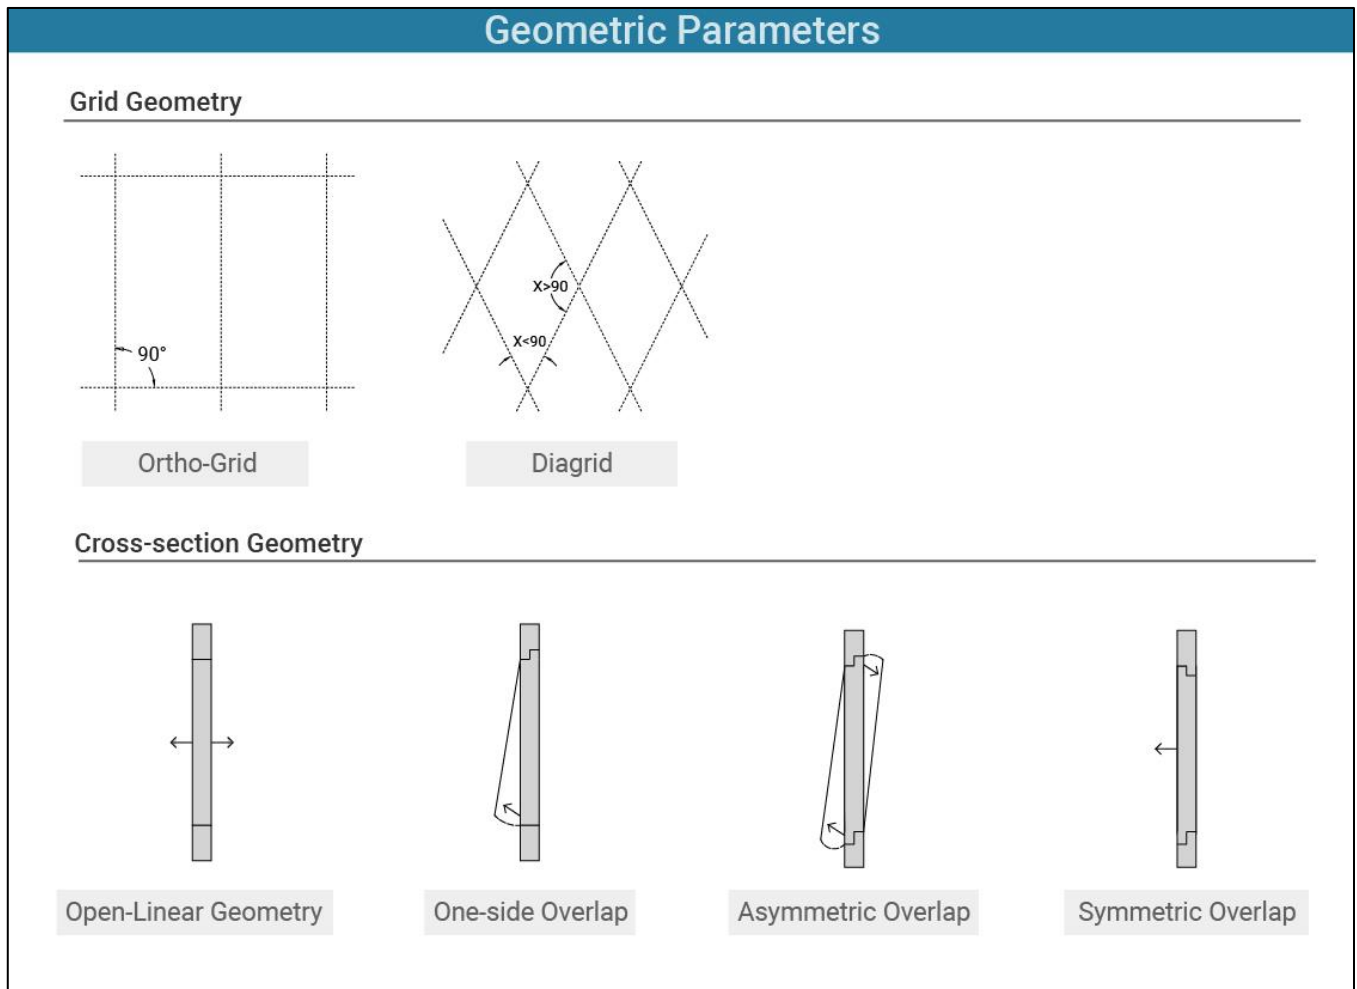 Geometric Parameters
Grid Geometry
X>90
X<90
90°
Ortho-Grid
Diagrid
Cross-section Geometry
Open-Linear Geometry
One-side Overlap
Asymmetric Overlap
Symmetric Overlap